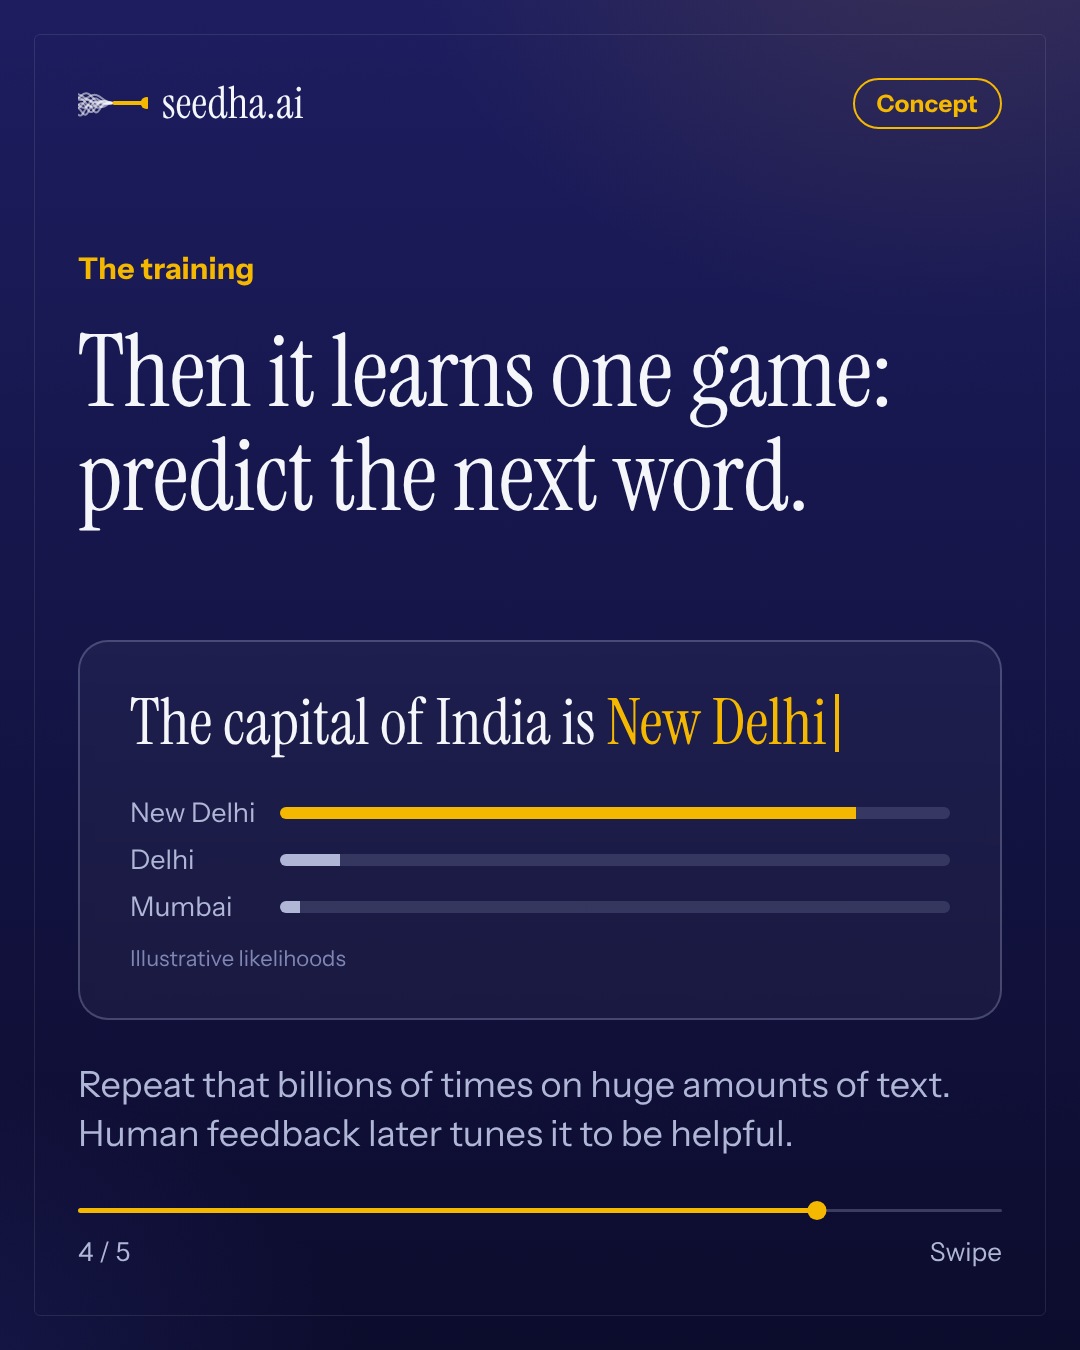 seedha.ai
Concept
The training
Then it learns one game:
predict the next word.
The capital of India is New Delhi
New Delhi
Delhi
Mumbai
Illustrative likelihoods
Repeat that billions of times on huge amounts of text.
Human feedback later tunes it to be helpful.
4 / 5
Swipe